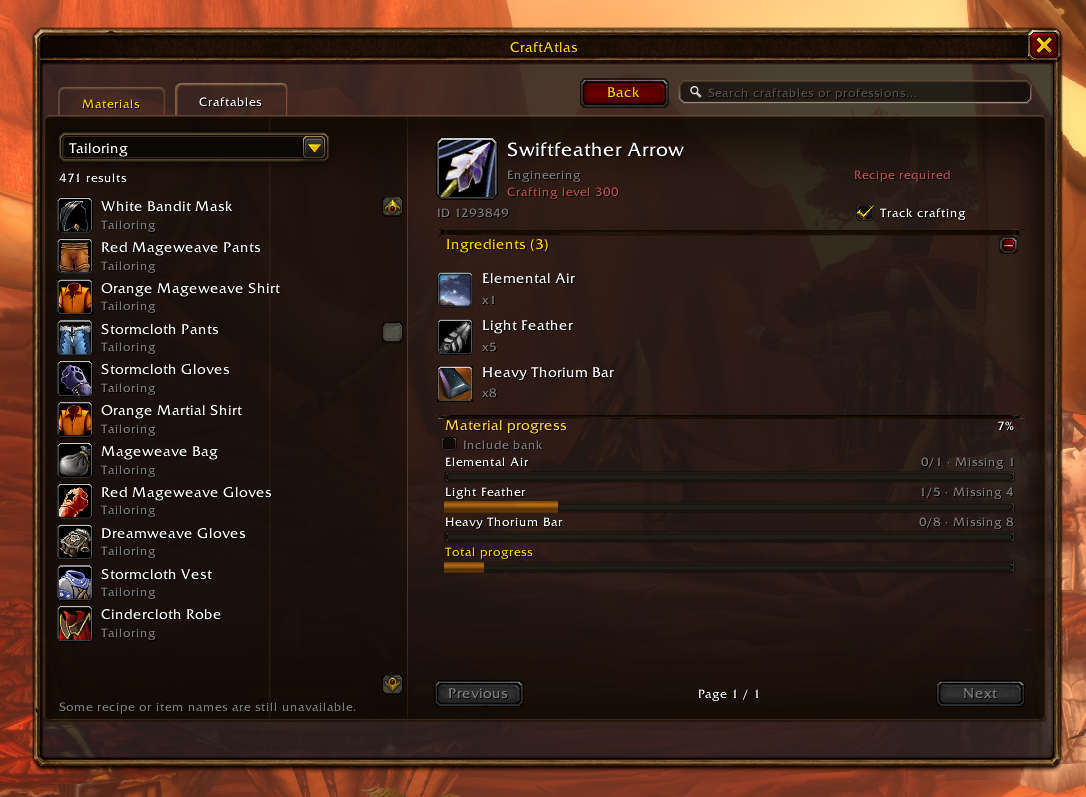 CraftAtlas
Materials
Craftables
Back
Search craftables or professions...
Tailoring
471 results
White Bandit Mask
Tailoring
Red Mageweave Pants
Tailoring
Orange Mageweave Shirt
Tailoring
Stormcloth Pants
Tailoring
Stormcloth Gloves
Tailoring
Orange Martial Shirt
Tailoring
Mageweave Bag
Tailoring
Red Mageweave Gloves
Tailoring
Dreamweave Gloves
Tailoring
Stormcloth Vest
Tailoring
Cindercloth Robe
Tailoring
Some recipe or item names are still unavailable.
Swiftfeather Arrow
Engineering
Recipe required
Crafting level 300
ID 1293849
Track crafting
Ingredients (3)
Elemental Air
x1
Light Feather
x5
Heavy Thorium Bar
x8
Material progress 7%
Include bank
Elemental Air 0/1 · Missing 1
Light Feather 1/5 · Missing 4
Heavy Thorium Bar 0/8 · Missing 8
Total progress
Previous
Page 1 / 1
Next